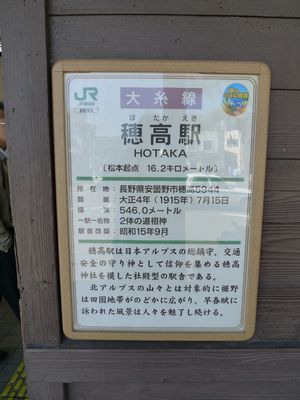 JR
JR東日本
長野支社
大糸線
ほ たか えき
穂高駅
HOTAKA
〔松本起点 16.2キロメートル〕
所在地：長野県安曇野市穂高5944
開業：大正4年（1915年）7月15日
標高：546.0メートル
一駅一名物：2体の道祖神
駅舎改築：昭和15年9月
穂高駅は日本アルプスの総鎮守、交通
安全の守り神として信仰を集める穂高
神社を模した社殿型の駅舎である。
北アルプスの山々とは対象的に裾野
は田園地帯がのどかに広がり、早春賦に
詠われた風景は人々を魅了し続ける。